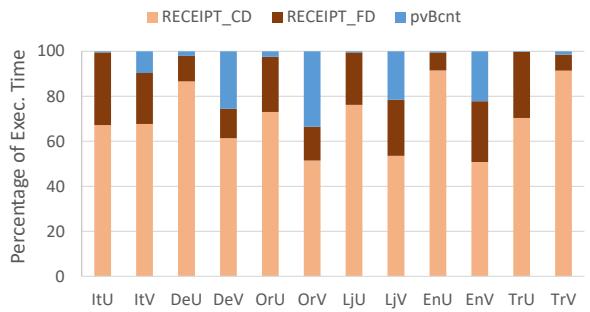 RECEIPT_CD RECEIPT_FD pvBcnt
Percentage of Exec. Time
100
80
60
40
20
0
ItU ItV DeU DeV OrU OrV LjU LjV EnU EnV TrU TrV